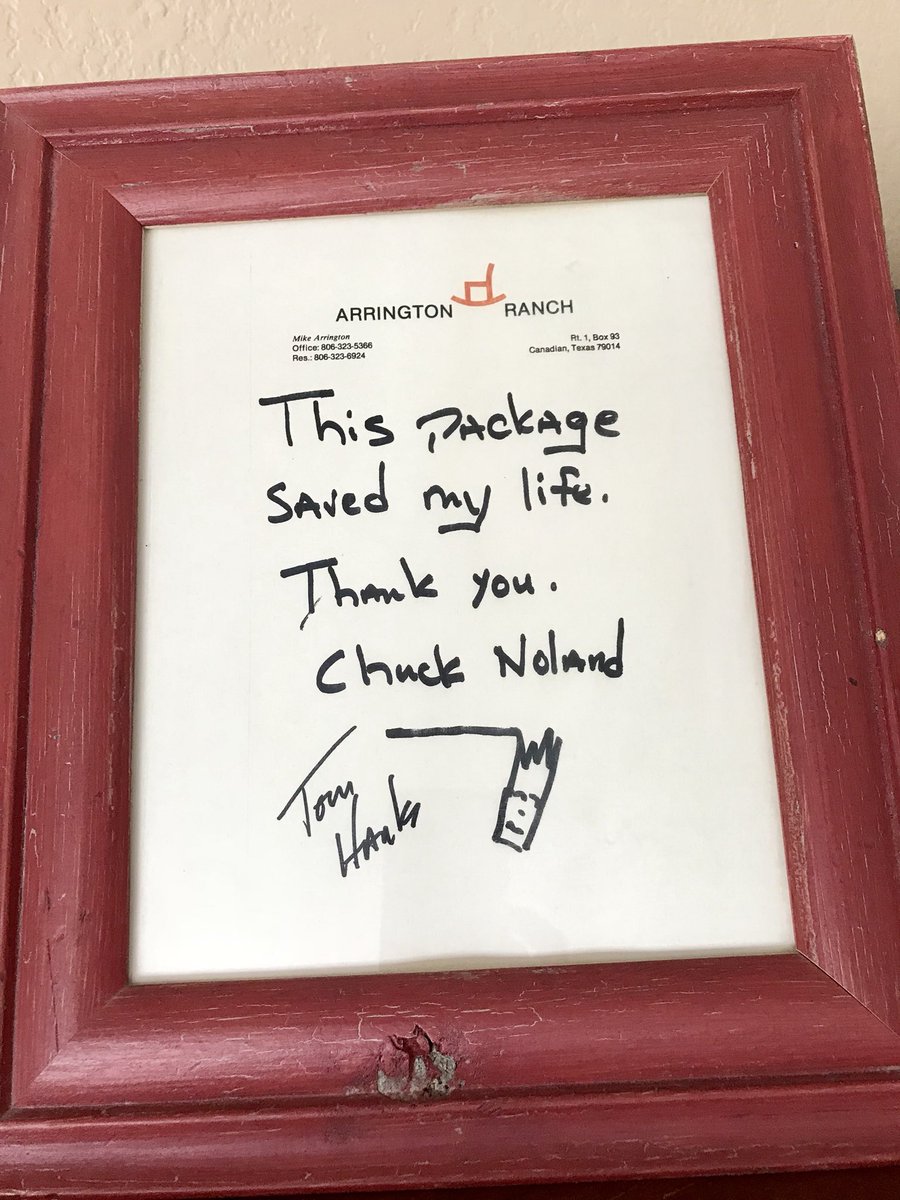 ARRINGTON RANCH
Mike Arrington
Office: 806-323-5366
Res.: 806-323-6924
Rt. 1, Box 93
Canadian, Texas 79014
This package
saved my life.
Thank you.
Chuck Noland
Tom
Hanks